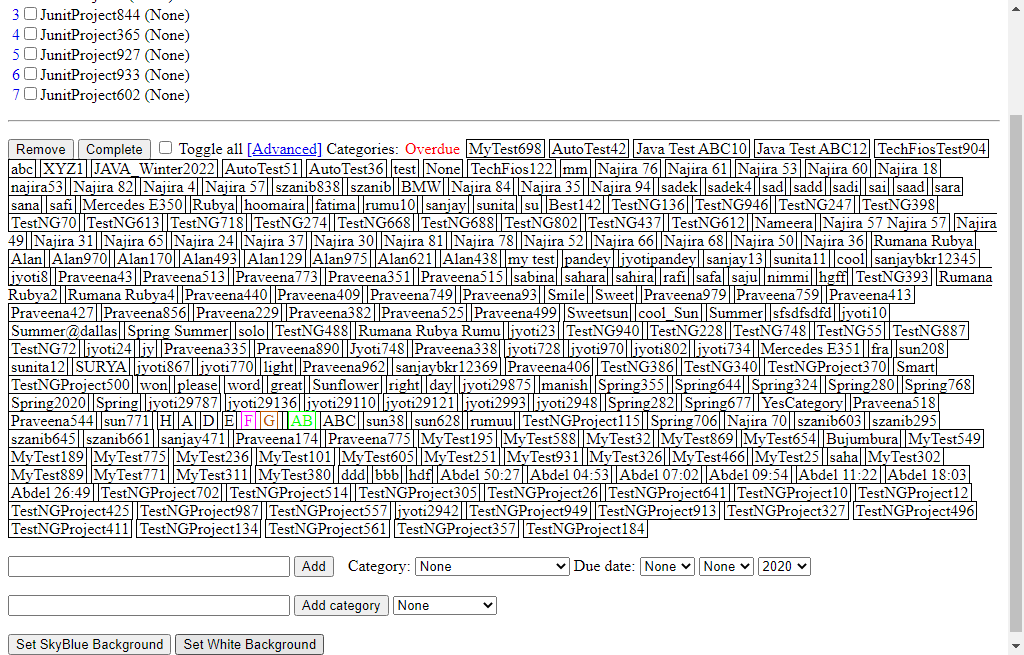 3 JunitProject844 (None)
4 JunitProject365 (None)
5 JunitProject927 (None)
6 JunitProject933 (None)
7 JunitProject602 (None)
Remove Complete Toggle all [Advanced] Categories: Overdue MyTest698 AutoTest42 Java Test ABC10 Java Test ABC12 TechFiosTest904
abc XYZ1 JAVA_Winter2022 AutoTest51 AutoTest36 test None TechFios122 mm Najira 76 Najira 61 Najira 53 Najira 60 Najira 18
najira53 Najira 82 Najira 4 Najira 57 szanib838 szanib BMW Najira 84 Najira 35 Najira 94 sadek sadek4 sad sadd sadi sai saad sara
sana safi Mercedes E350 Rubya hoomaira fatima rumu10 sanjay sunita su Best142 TestNG136 TestNG946 TestNG247 TestNG398
TestNG70 TestNG613 TestNG718 TestNG274 TestNG668 TestNG688 TestNG802 TestNG437 TestNG612 Nameera Najira 57 Najira 57 Najira
49 Najira 31 Najira 65 Najira 24 Najira 37 Najira 30 Najira 81 Najira 78 Najira 52 Najira 66 Najira 68 Najira 50 Najira 36 Rumana Rubya
Alan Alan970 Alan170 Alan493 Alan129 Alan975 Alan621 Alan438 my test pandey jyotipandey sanjay13 sunita11 cool sanjaybkr12345
jyoti8 Praveena43 Praveena513 Praveena773 Praveena351 Praveena515 sabina sahara sahira rafi safa saju nimmi hgff TestNG393 Rumana
Rubya2 Rumana Rubya4 Praveena440 Praveena409 Praveena749 Praveena93 Smile Sweet Praveena979 Praveena759 Praveena413
Praveena427 Praveena856 Praveena229 Praveena382 Praveena525 Praveena499 Sweetsun cool_Sun Summer sfsdfsdfd jyoti10
Summer@dallas Spring Summer solo TestNG488 Rumana Rubya Rumu jyoti23 TestNG940 TestNG228 TestNG748 TestNG55 TestNG887
TestNG72 jyoti24 jy Praveena335 Praveena890 Jyoti748 Praveena338 jyoti728 jyoti970 jyoti802 jyoti734 Mercedes E351 fra sun208
sunita12 SURYA jyoti867 jyoti770 light Praveena962 sanjaybkr12369 Praveena406 TestNG386 TestNG340 TestNGProject370 Smart
TestNGProject500 won please word great Sunflower right day jyoti29875 manish Spring355 Spring644 Spring324 Spring280 Spring768
Spring2020 Spring jyoti29787 jyoti29136 jyoti29110 jyoti29121 jyoti2993 jyoti2948 Spring282 Spring677 YesCategory Praveena518
Praveena544 sun771 H A D E F G AB ABC sun38 sun628 rumuu TestNGProject115 Spring706 Najira 70 szanib603 szanib295
szanib645 szanib661 sanjay471 Praveena174 Praveena775 MyTest195 MyTest588 MyTest32 MyTest869 MyTest654 Bujumbura MyTest549
MyTest189 MyTest775 MyTest236 MyTest101 MyTest605 MyTest251 MyTest931 MyTest326 MyTest466 MyTest25 saha MyTest302
MyTest889 MyTest771 MyTest311 MyTest380 ddd bbb hdf Abdel 50:27 Abdel 04:53 Abdel 07:02 Abdel 09:54 Abdel 11:22 Abdel 18:03
Abdel 26:49 TestNGProject702 TestNGProject514 TestNGProject305 TestNGProject26 TestNGProject641 TestNGProject10 TestNGProject12
TestNGProject425 TestNGProject987 TestNGProject557 jyoti2942 TestNGProject949 TestNGProject913 TestNGProject327 TestNGProject496
TestNGProject411 TestNGProject134 TestNGProject561 TestNGProject357 TestNGProject184
Add Category: None Due date: None None 2020
Add category None
Set SkyBlue Background Set White Background